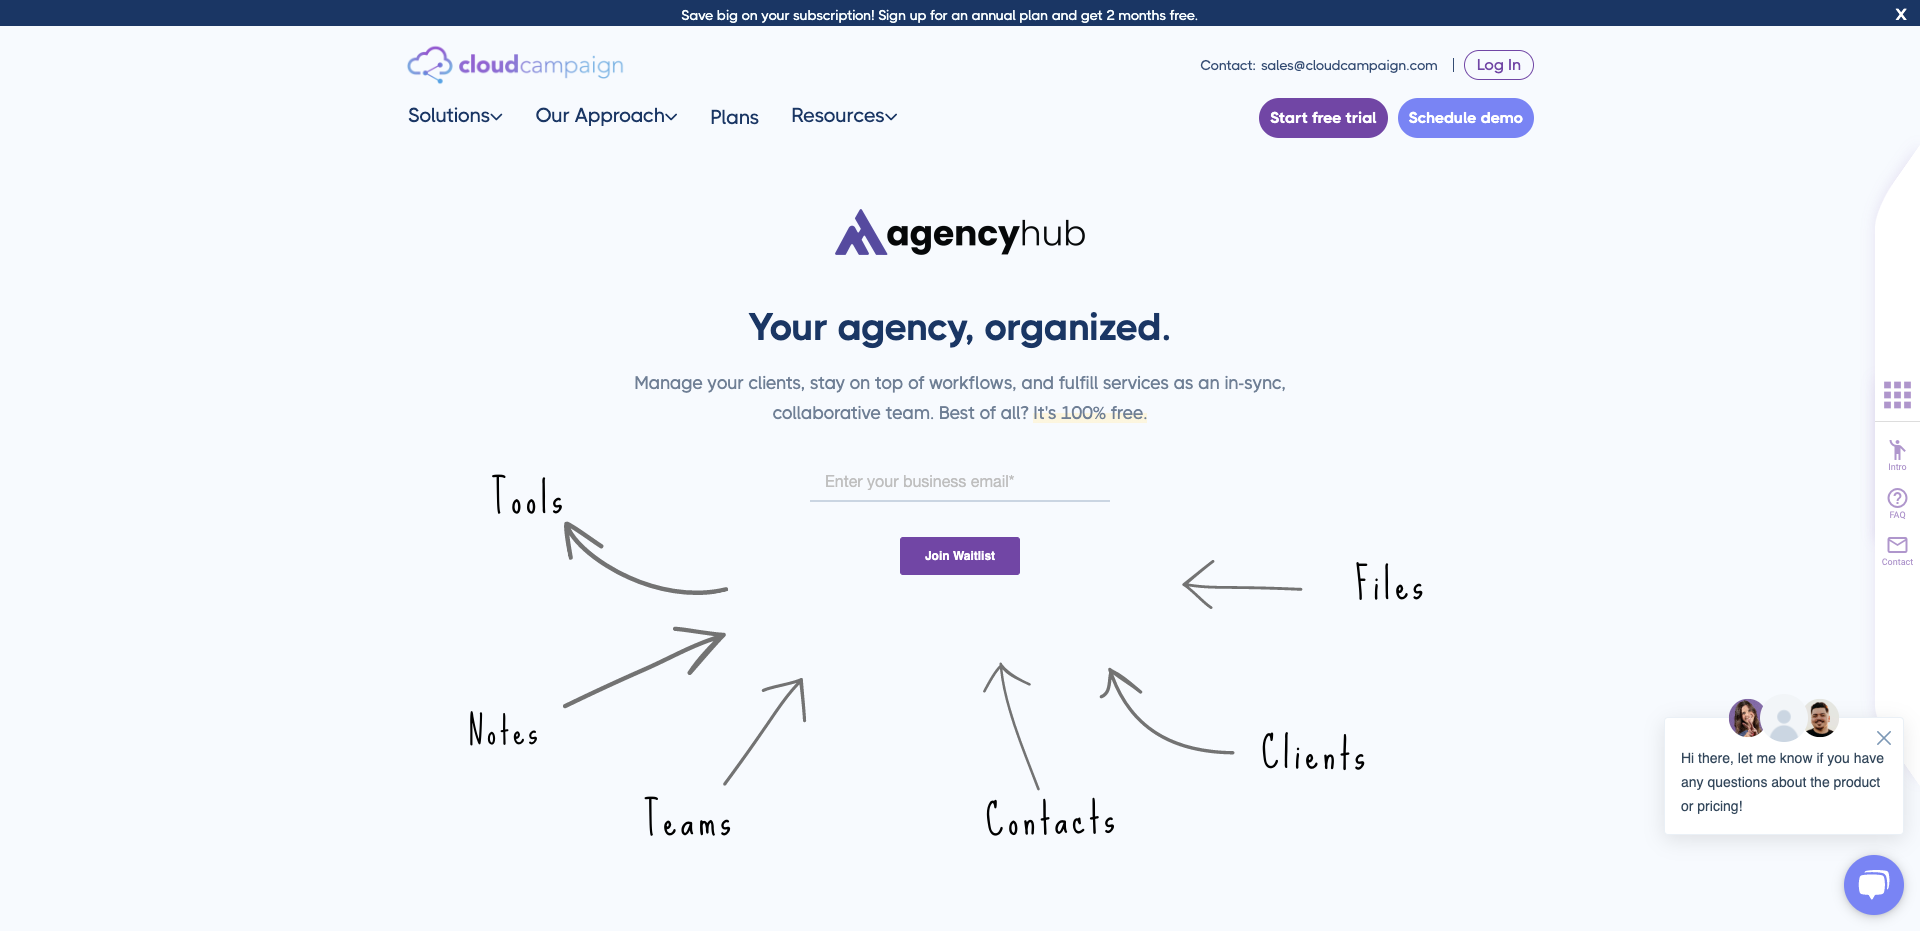 Save big on your subscription! Sign up for an annual plan and get 2 months free.
X
cloudcampaign
Contact: sales@cloudcampaign.com
Log In
Solutions
Our Approach
Plans
Resources
Start free trial
Schedule demo
agencyhub
Your agency, organized.
Manage your clients, stay on top of workflows, and fulfill services as an in-sync,
collaborative team. Best of all? It's 100% free.
Enter your business email*
Join Waitlist
Tools
Files
Notes
Clients
Teams
Contacts
Intro
FAQ
Contact
Hi there, let me know if you have
any questions about the product
or pricing!